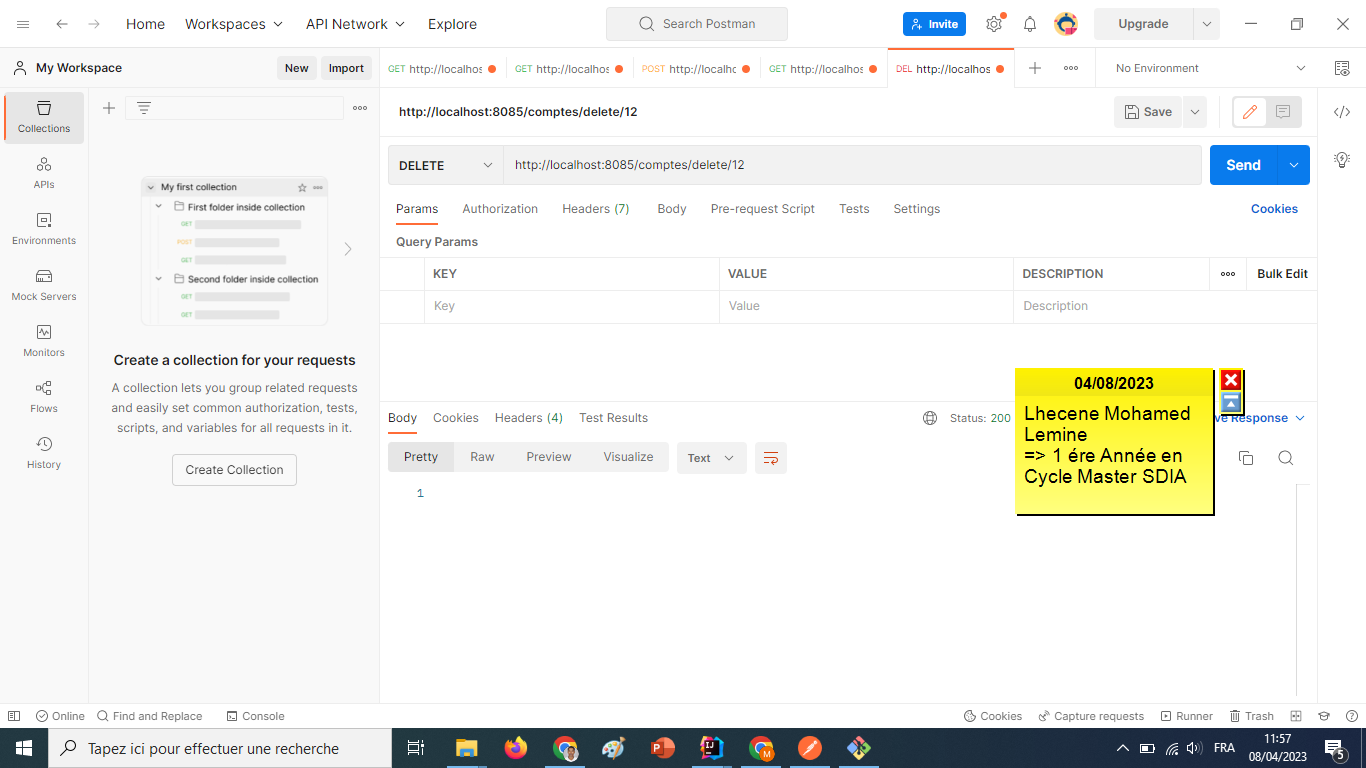 Home Workspaces API Network Explore Search Postman Invite Upgrade
My Workspace New Import GET http://localhos GET http://localhos POST http://localhc GET http://localhos DEL http://localhos No Environment
http://localhost:8085/comptes/delete/12 Save
DELETE http://localhost:8085/comptes/delete/12 Send
Params Authorization Headers (7) Body Pre-request Script Tests Settings Cookies
Query Params
KEY VALUE DESCRIPTION Bulk Edit
Key Value Description
Collections
APIs
Environments
Mock Servers
Monitors
Flows
History
My first collection
First folder inside collection
GET
POST
GET
Second folder inside collection
GET
GET
Create a collection for your requests
A collection lets you group related requests
and easily set common authorization, tests,
scripts, and variables for all requests in it.
Create Collection
Body Cookies Headers (4) Test Results Status: 200 ve Response
Pretty Raw Preview Visualize Text
1
04/08/2023
Lhecene Mohamed
Lemine
=> 1 ére Année en
Cycle Master SDIA
Online Find and Replace Console Cookies Capture requests Runner Trash
Tapez ici pour effectuer une recherche FRA 11:57
08/04/2023 5